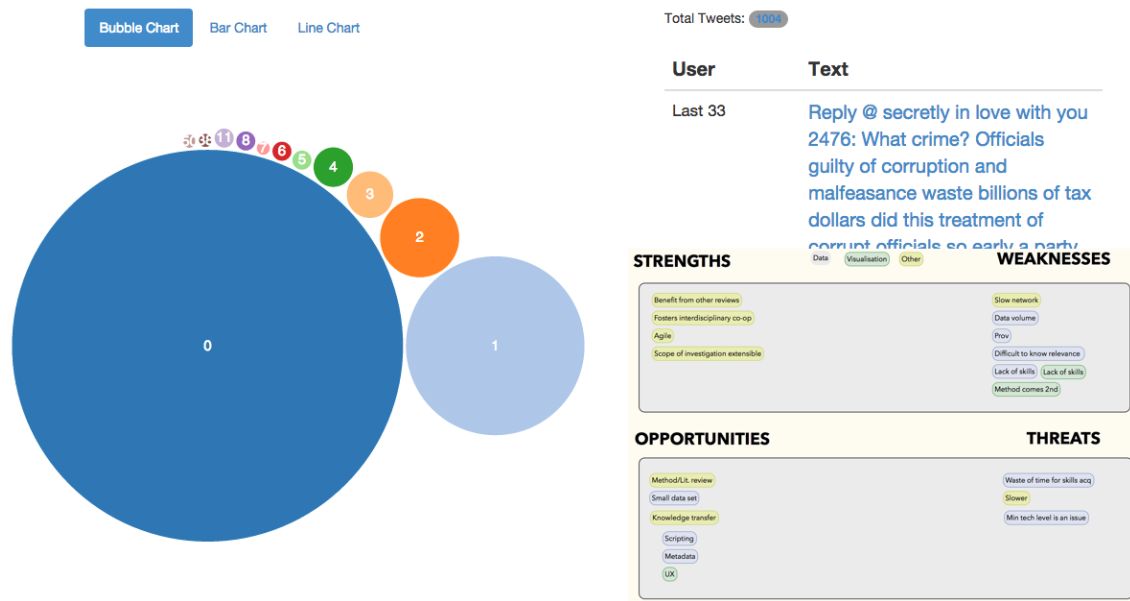 Bubble Chart Bar Chart Line Chart
11 8 7 6 5 4 3 2 1 0
Total Tweets: 1004
User Text
Last 33
Reply @ secretly in love with you
2476: What crime? Officials
guilty of corruption and
malfeasance waste billions of tax
dollars did this treatment of
corrupt officials so early a party
STRENGTHS
Data Visualisation Other
WEAKNESSES
Benefit from other reviews
Fosters interdisciplinary co-op
Agile
Scope of investigation extensible
Slow network
Data volume
Prov
Difficult to know relevance
Lack of skills Lack of skills
Method comes 2nd
OPPORTUNITIES
THREATS
Method/Lit. review
Small data set
Knowledge transfer
Scripting
Metadata
UX
Waste of time for skills acq
Slower
Min tech level is an issue